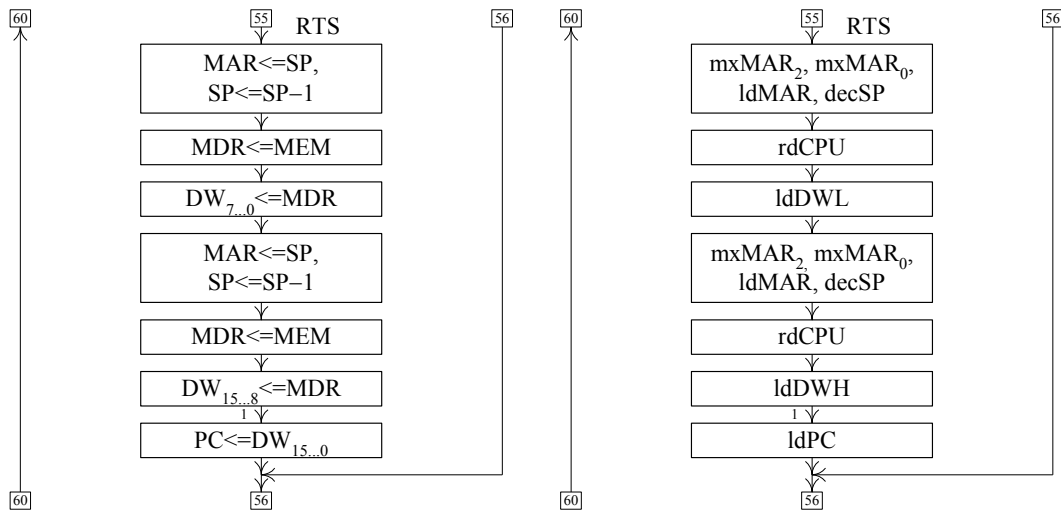 60
55
RTS
56
MAR<=SP,
SP<=SP−1
MDR<=MEM
DW7...0<=MDR
MAR<=SP,
SP<=SP−1
MDR<=MEM
DW15...8<=MDR
1
PC<=DW15...0
60
56
60
55
RTS
56
mxMAR2, mxMAR0,
ldMAR, decSP
rdCPU
ldDWL
mxMAR2, mxMAR0,
ldMAR, decSP
rdCPU
ldDWH
1
ldPC
60
56